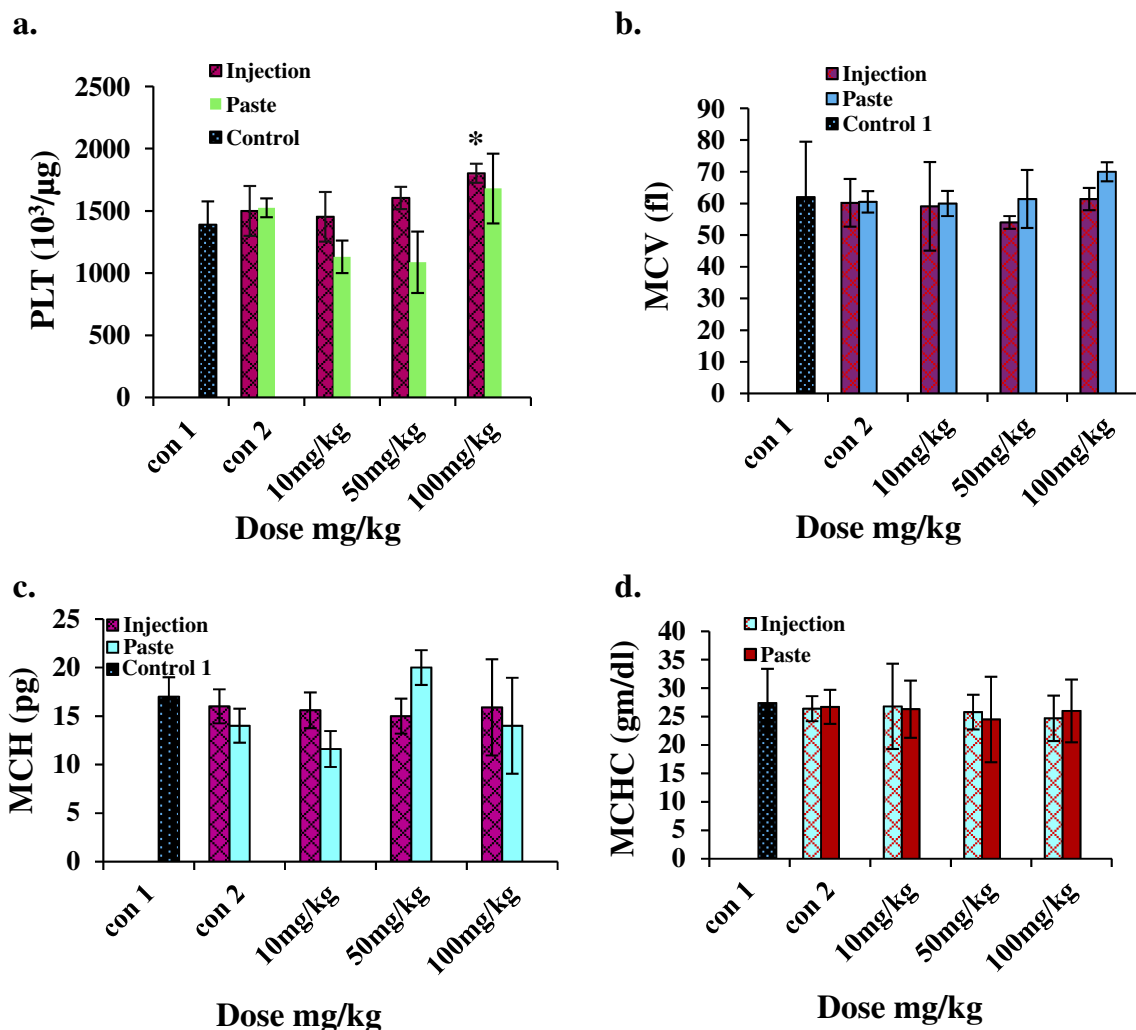 a.
Injection
Paste
Control
PLT (10³/µg)
2500
2000
1500
1000
500
0
*
con 1
con 2
10mg/kg
50mg/kg
100mg/kg
Dose mg/kg
b.
Injection
Paste
Control 1
MCV (fl)
90
80
70
60
50
40
30
20
10
0
con 1
con 2
10mg/kg
50mg/kg
100mg/kg
Dose mg/kg
c.
Injection
Paste
Control 1
MCH (pg)
25
20
15
10
5
0
con 1
con 2
10mg/kg
50mg/kg
100mg/kg
Dose mg/kg
d.
Injection
Paste
MCHC (gm/dl)
40
35
30
25
20
15
10
5
0
con 1
con 2
10mg/kg
50mg/kg
100mg/kg
Dose mg/kg